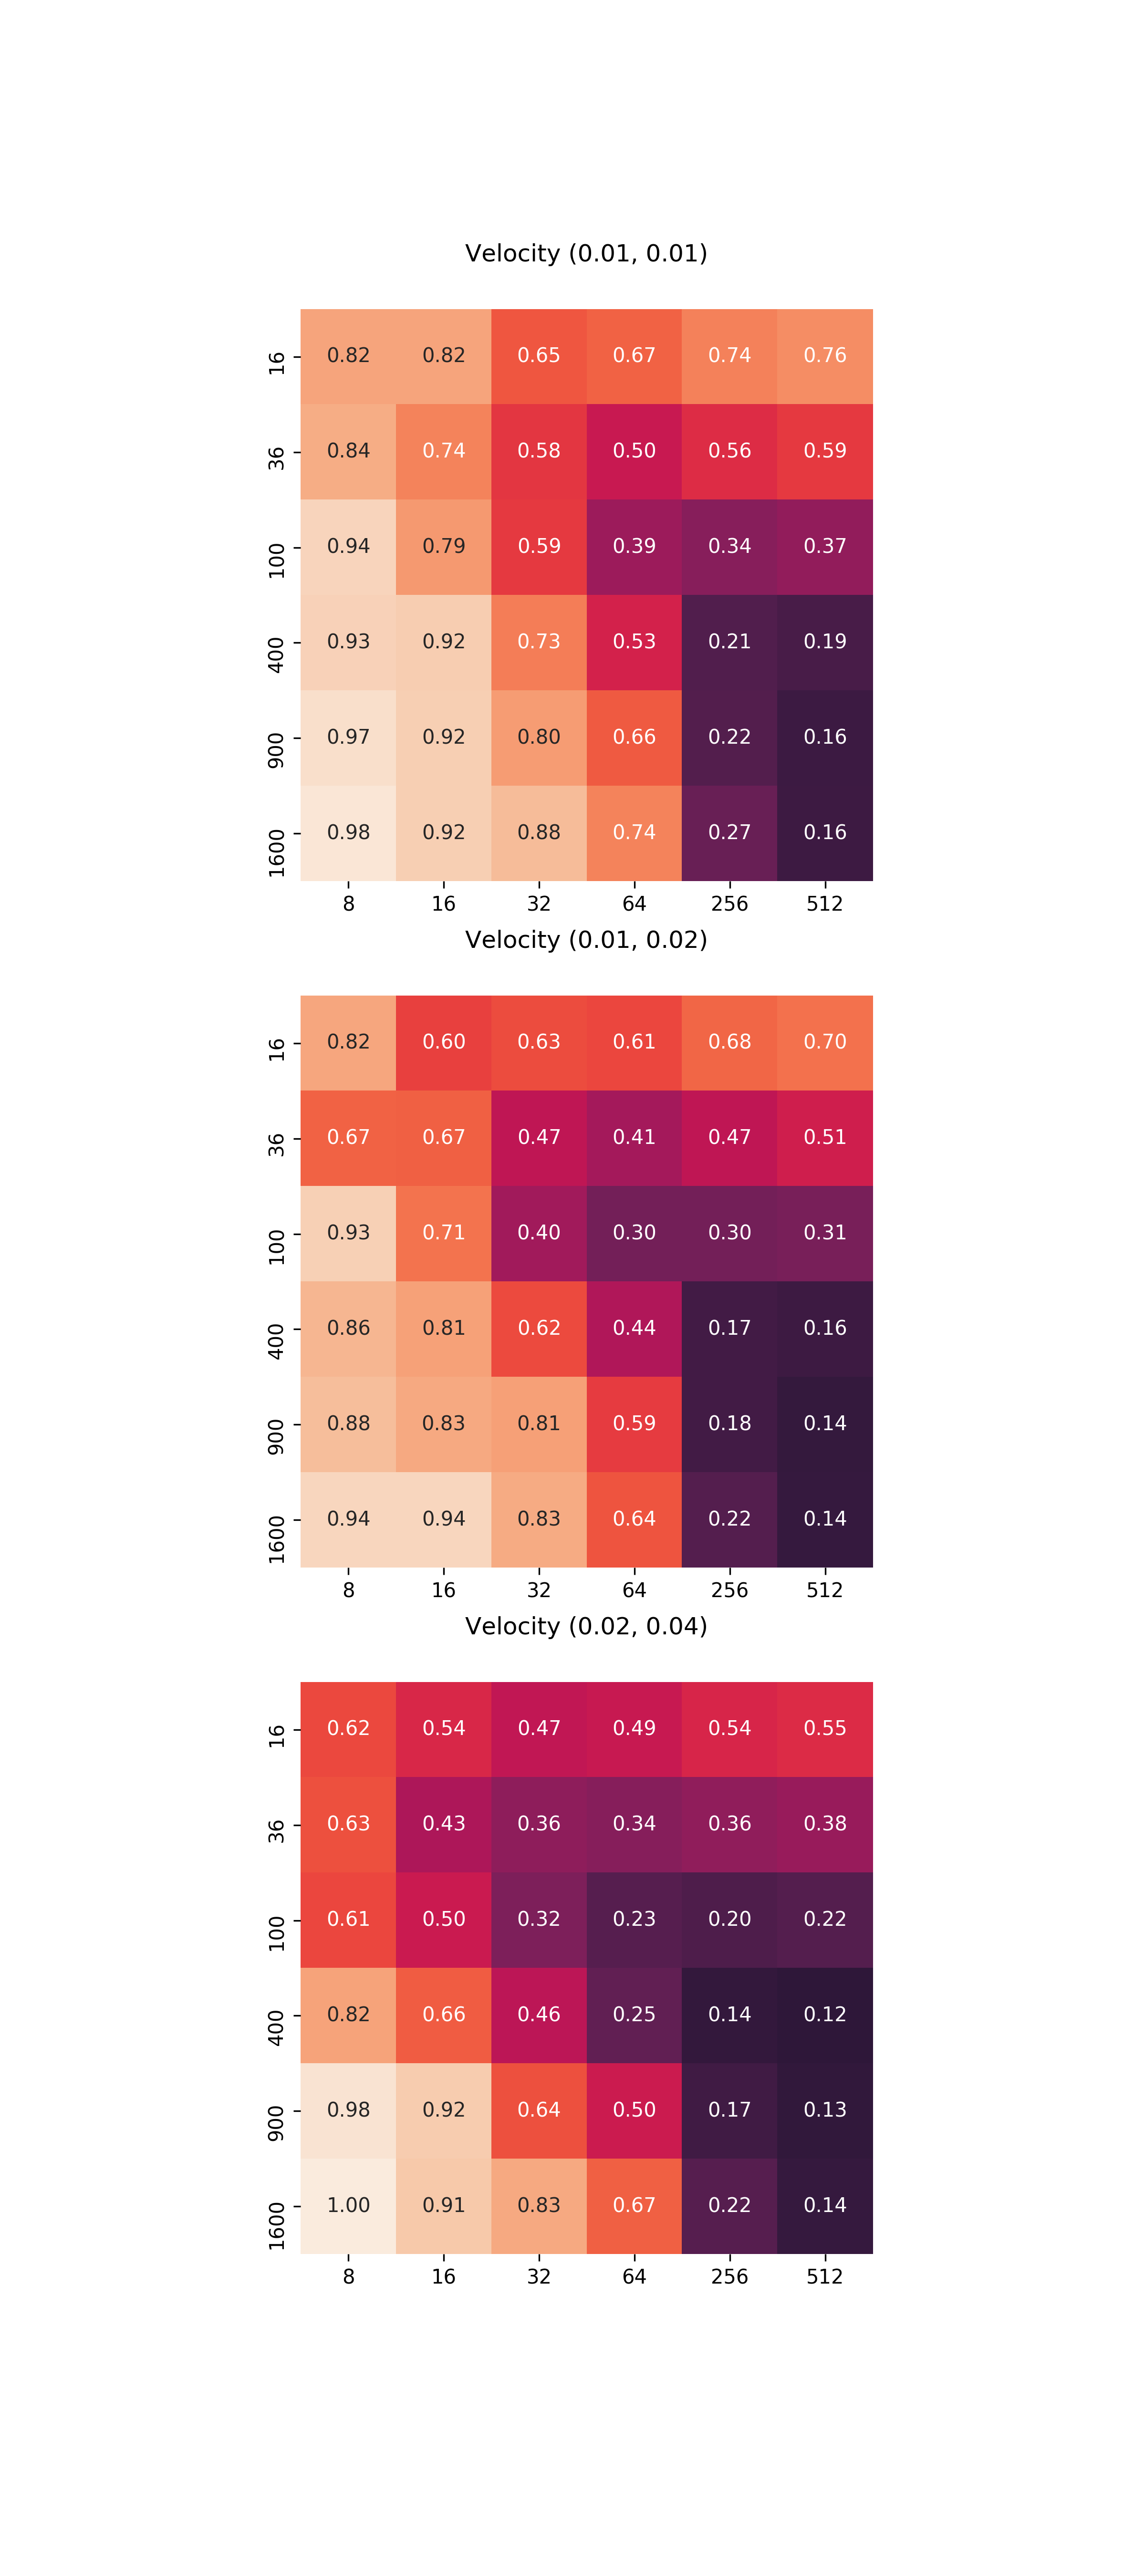 Velocity (0.01, 0.01)
16 0.82 0.82 0.65 0.67 0.74 0.76
36 0.84 0.74 0.58 0.50 0.56 0.59
100 0.94 0.79 0.59 0.39 0.34 0.37
400 0.93 0.92 0.73 0.53 0.21 0.19
900 0.97 0.92 0.80 0.66 0.22 0.16
1600 0.98 0.92 0.88 0.74 0.27 0.16
8 16 32 64 256 512
Velocity (0.01, 0.02)
16 0.82 0.60 0.63 0.61 0.68 0.70
36 0.67 0.67 0.47 0.41 0.47 0.51
100 0.93 0.71 0.40 0.30 0.30 0.31
400 0.86 0.81 0.62 0.44 0.17 0.16
900 0.88 0.83 0.81 0.59 0.18 0.14
1600 0.94 0.94 0.83 0.64 0.22 0.14
8 16 32 64 256 512
Velocity (0.02, 0.04)
16 0.62 0.54 0.47 0.49 0.54 0.55
36 0.63 0.43 0.36 0.34 0.36 0.38
100 0.61 0.50 0.32 0.23 0.20 0.22
400 0.82 0.66 0.46 0.25 0.14 0.12
900 0.98 0.92 0.64 0.50 0.17 0.13
1600 1.00 0.91 0.83 0.67 0.22 0.14
8 16 32 64 256 512